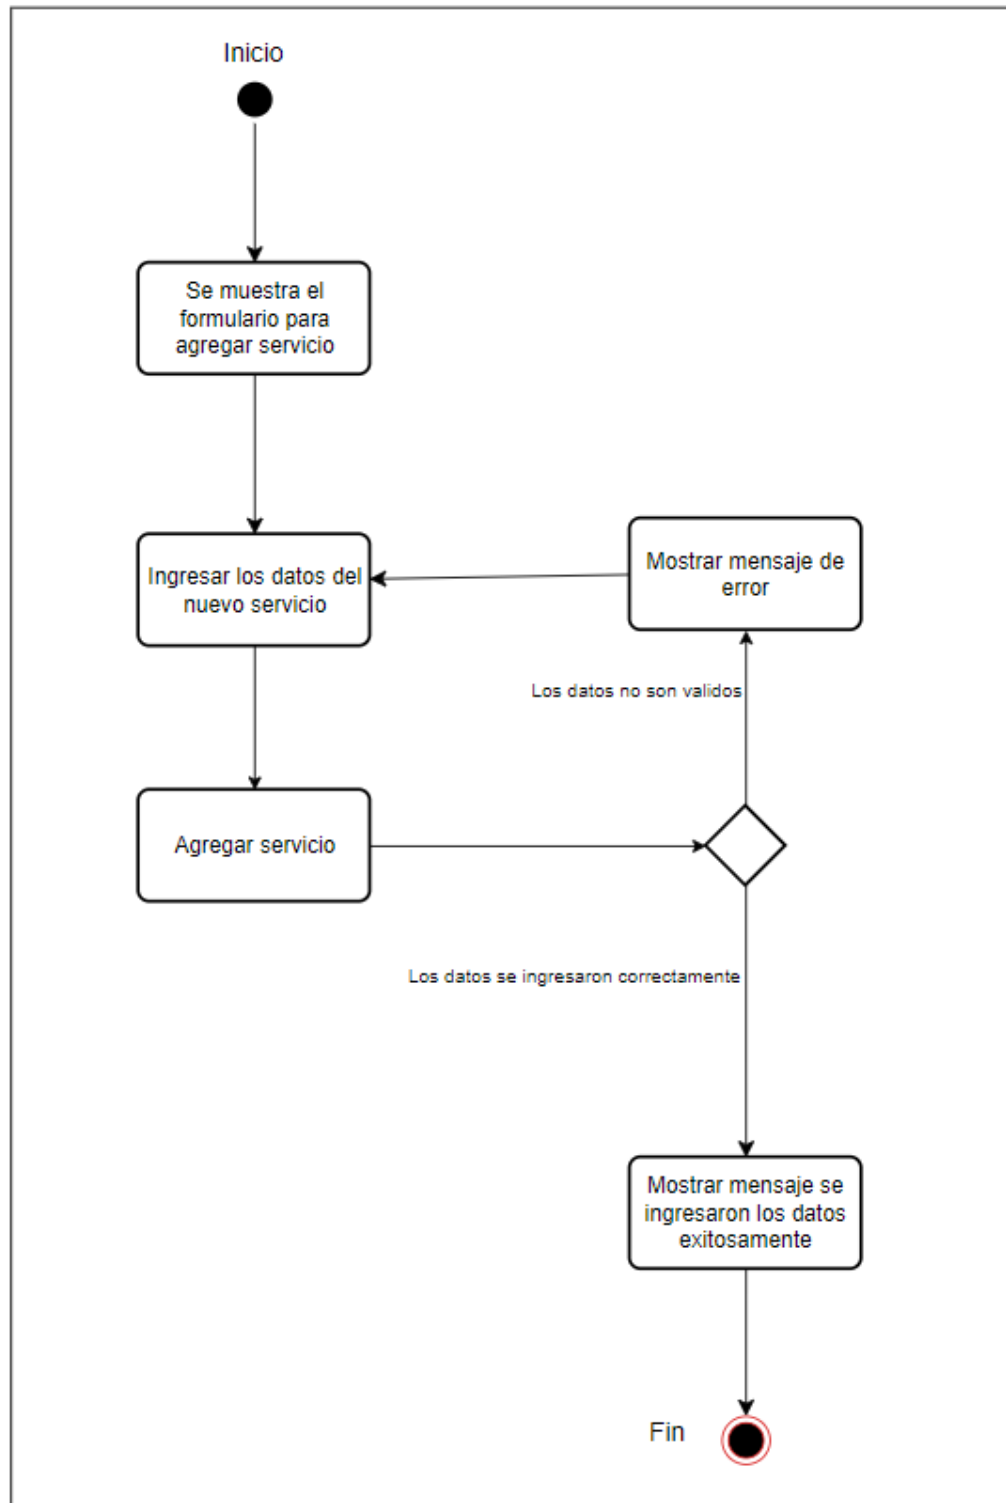 Inicio
Se muestra el
formulario para
agregar servicio
Ingresar los datos del
nuevo servicio
Mostrar mensaje de
error
Los datos no son validos
Agregar servicio
Los datos se ingresaron correctamente
Mostrar mensaje se
ingresaron los datos
exitosamente
Fin